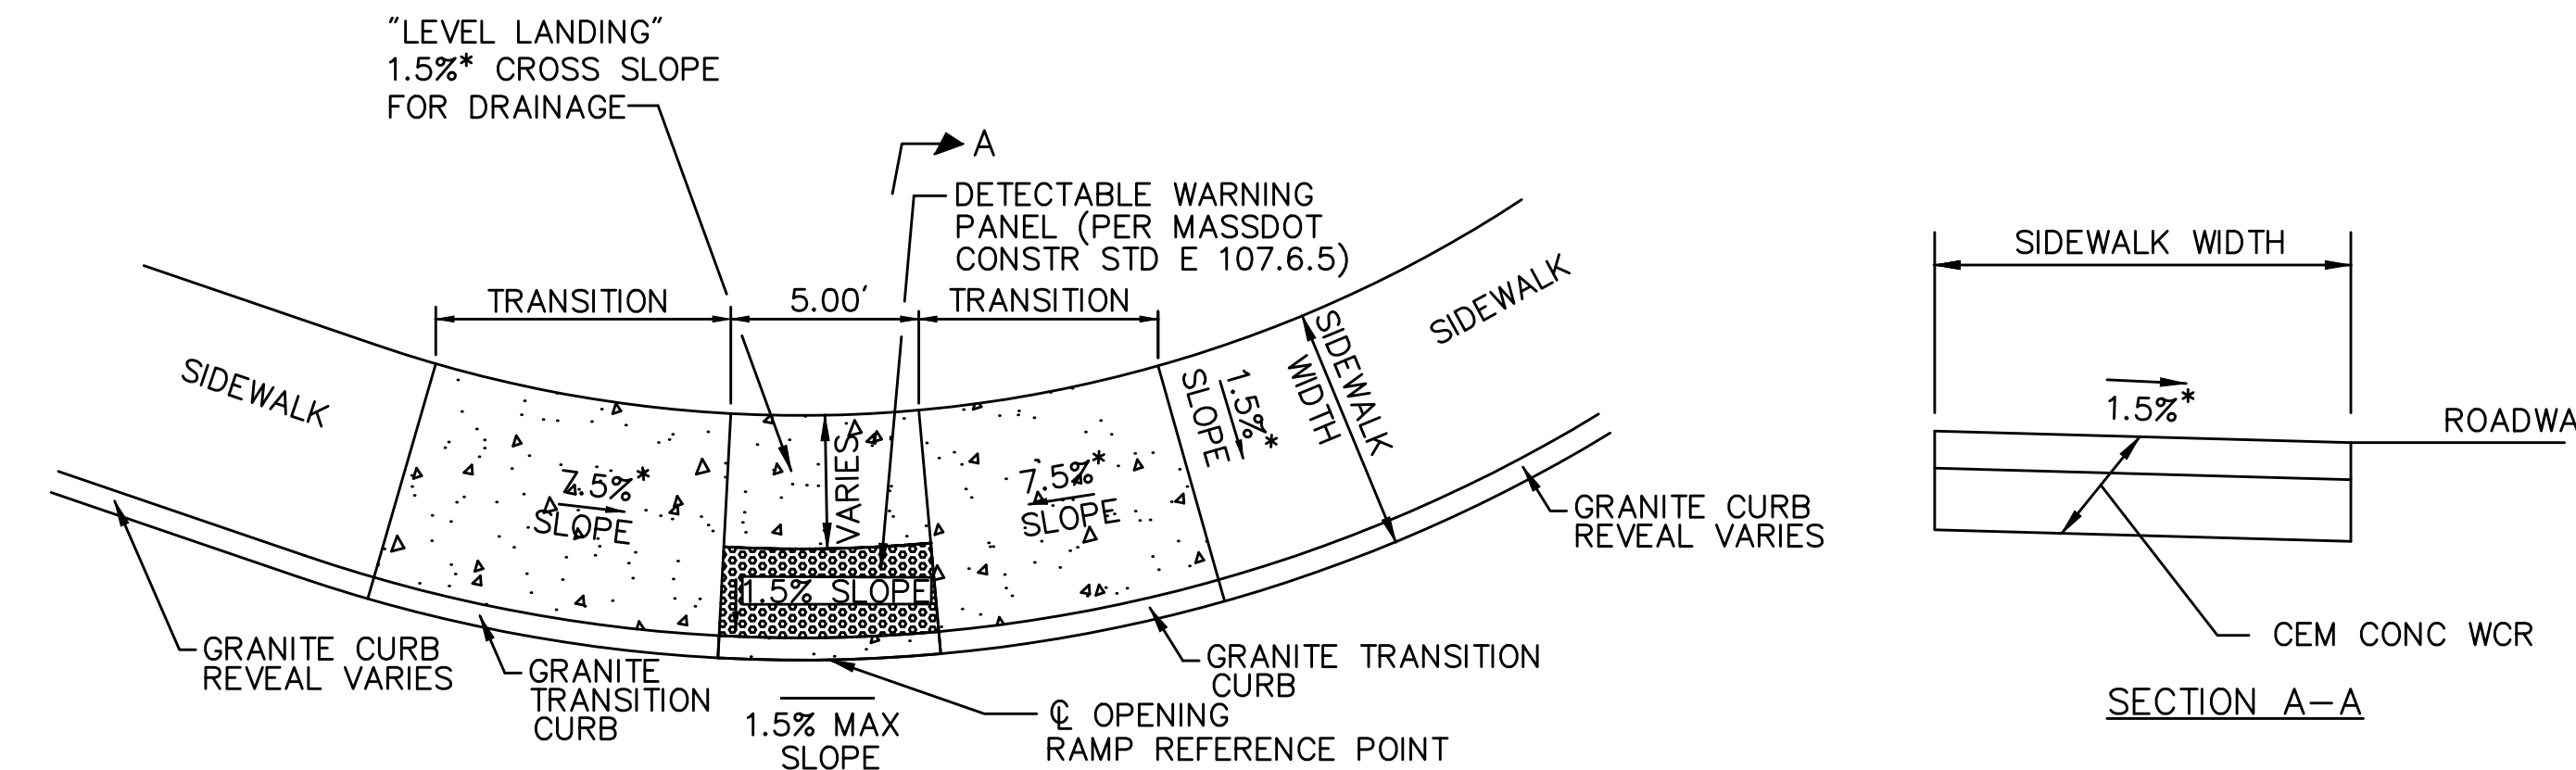 "LEVEL LANDING"
1.5%* CROSS SLOPE
FOR DRAINAGE
A
DETECTABLE WARNING
PANEL (PER MASSDOT
CONSTR STD E 107.6.5)
TRANSITION
5.00'
TRANSITION
SIDEWALK
SIDEWALK
SIDEWALK
WIDTH
1.5%*
SLOPE
7.5%*
SLOPE
VARIES
7.5%*
SLOPE
1.5% SLOPE
GRANITE CURB
REVEAL VARIES
GRANITE CURB
REVEAL VARIES
GRANITE
TRANSITION
CURB
GRANITE TRANSITION
CURB
1.5% MAX
SLOPE
℄ OPENING
RAMP REFERENCE POINT
SIDEWALK WIDTH
1.5%*
ROADWA
CEM CONC WCR
SECTION A-A